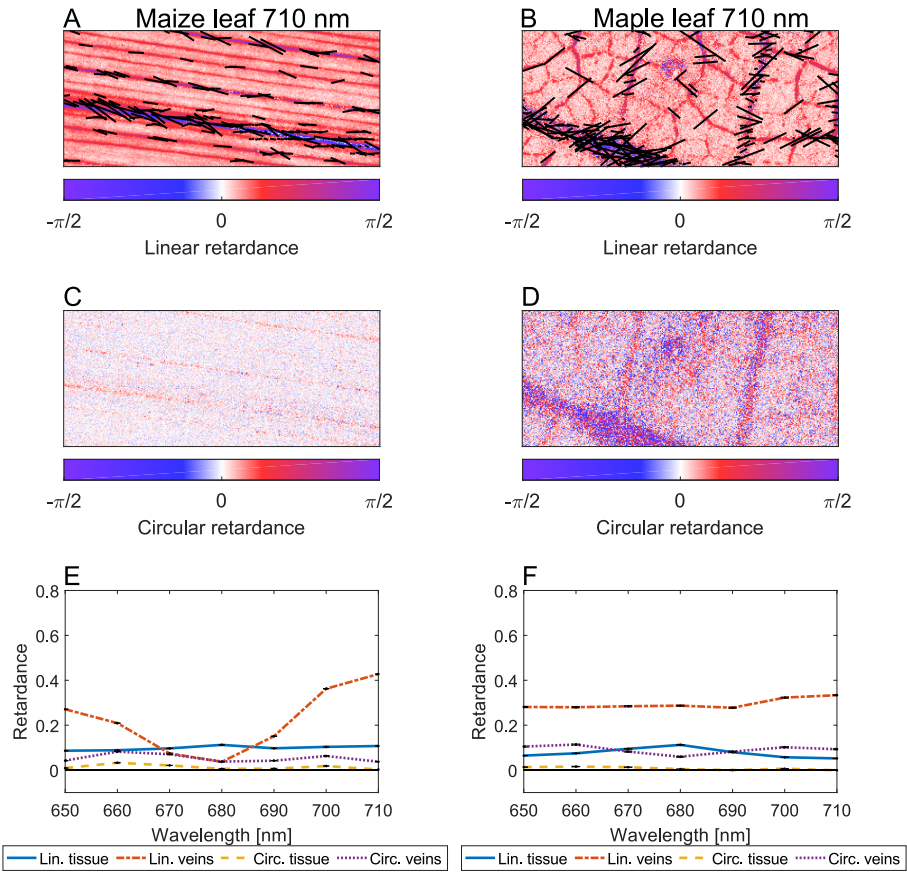 A Maize leaf 710 nm
B Maple leaf 710 nm
-π/2 0 π/2
Linear retardance
-π/2 0 π/2
Linear retardance
C
D
-π/2 0 π/2
Circular retardance
-π/2 0 π/2
Circular retardance
E
0.8
0.6
0.4
0.2
0
Retardance
650 660 670 680 690 700 710
Wavelength [nm]
Lin. tissue Lin. veins Circ. tissue Circ. veins
F
0.8
0.6
0.4
0.2
0
Retardance
650 660 670 680 690 700 710
Wavelength [nm]
Lin. tissue Lin. veins Circ. tissue Circ. veins